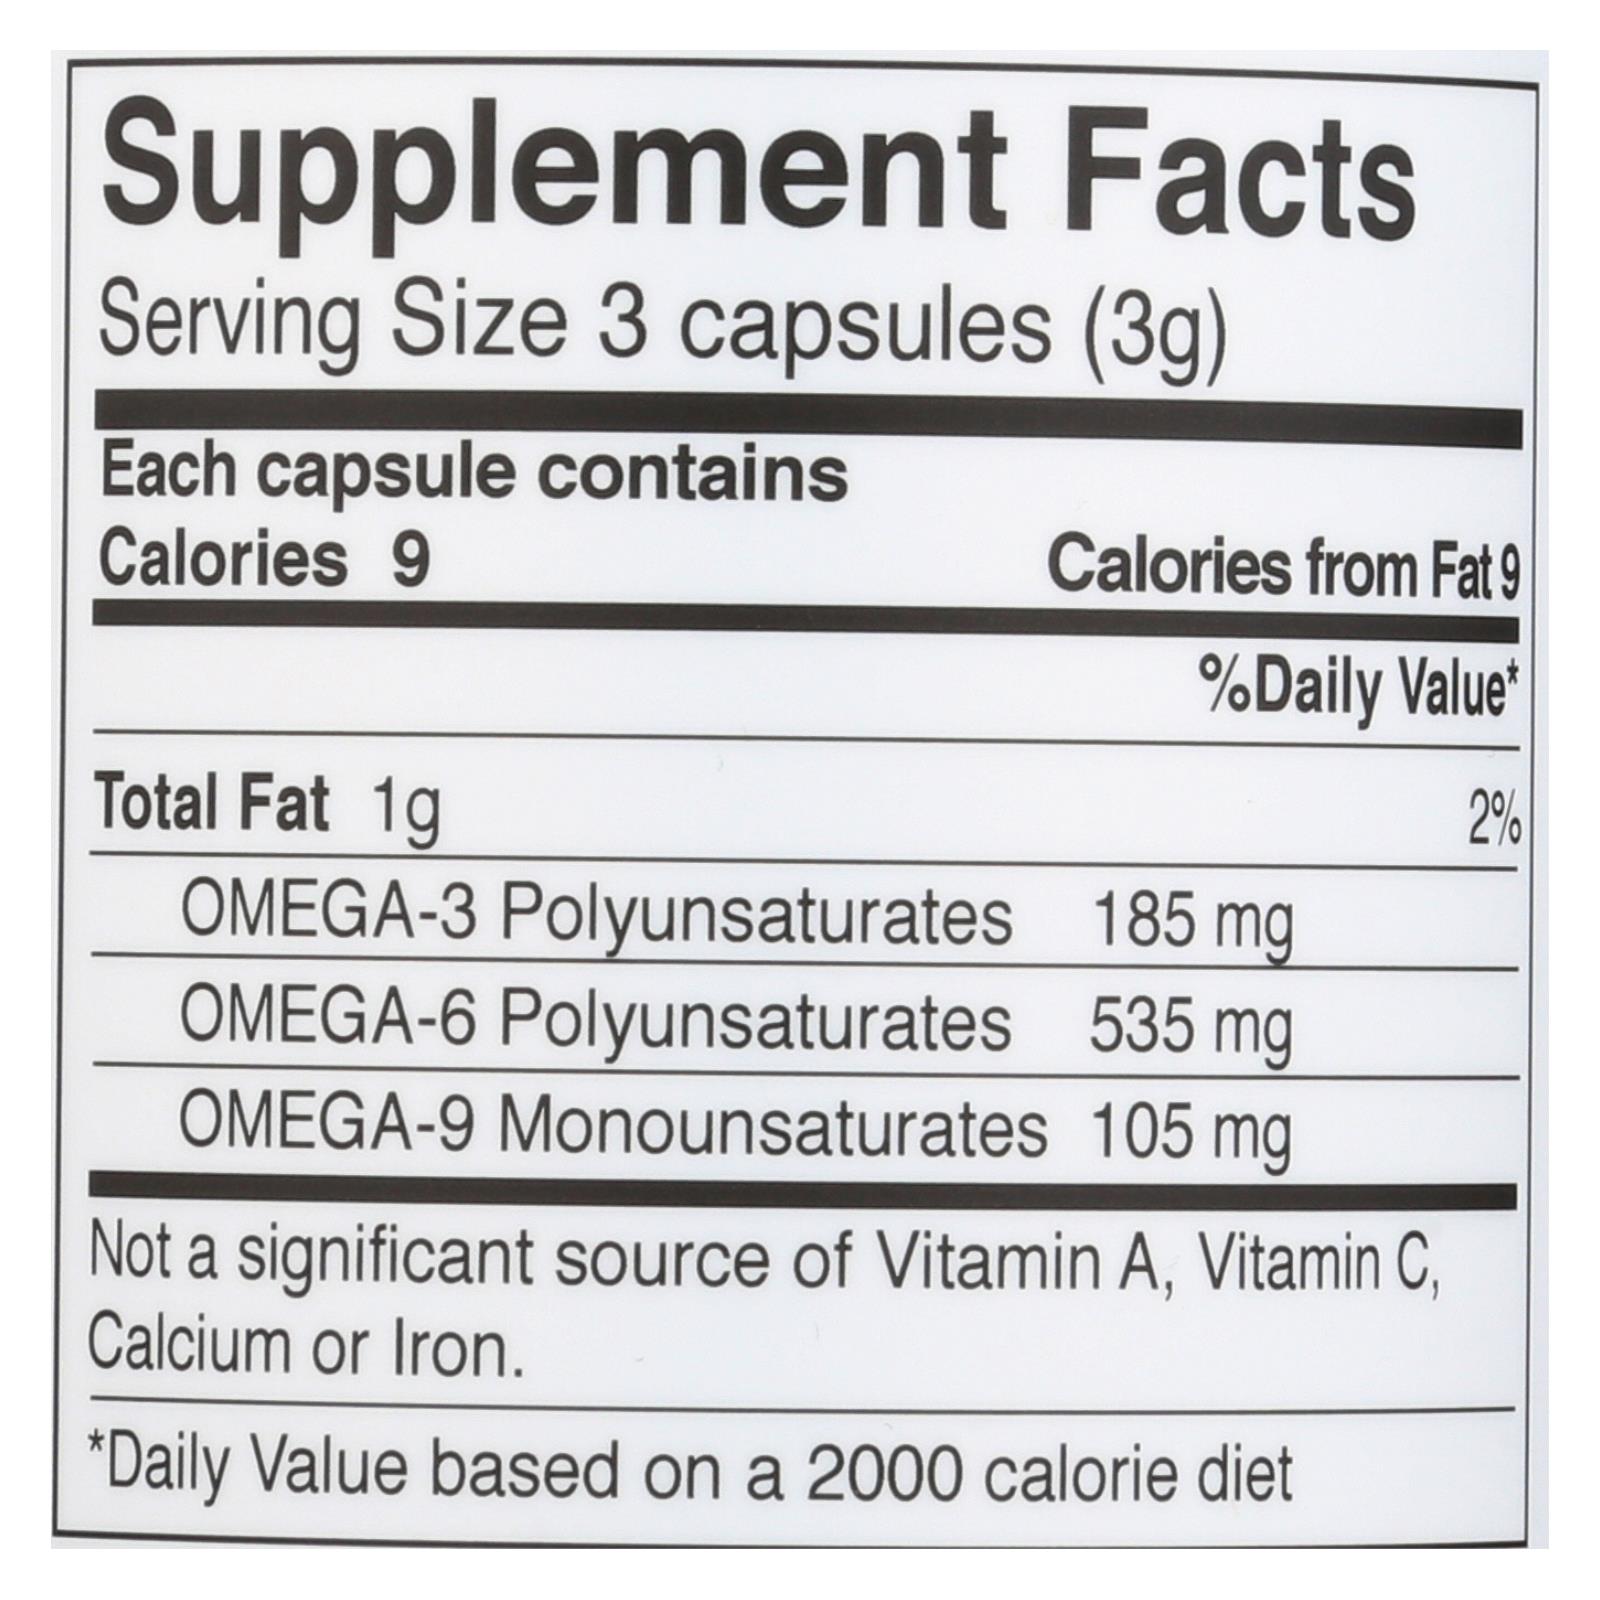 Supplement Facts
Serving Size 3 capsules (3g)
Each capsule contains
Calories 9 Calories from Fat 9
%Daily Value*
Total Fat 1g 2%
OMEGA-3 Polyunsaturates 185 mg
OMEGA-6 Polyunsaturates 535 mg
OMEGA-9 Monounsaturates 105 mg
Not a significant source of Vitamin A, Vitamin C,
Calcium or Iron.
*Daily Value based on a 2000 calorie diet